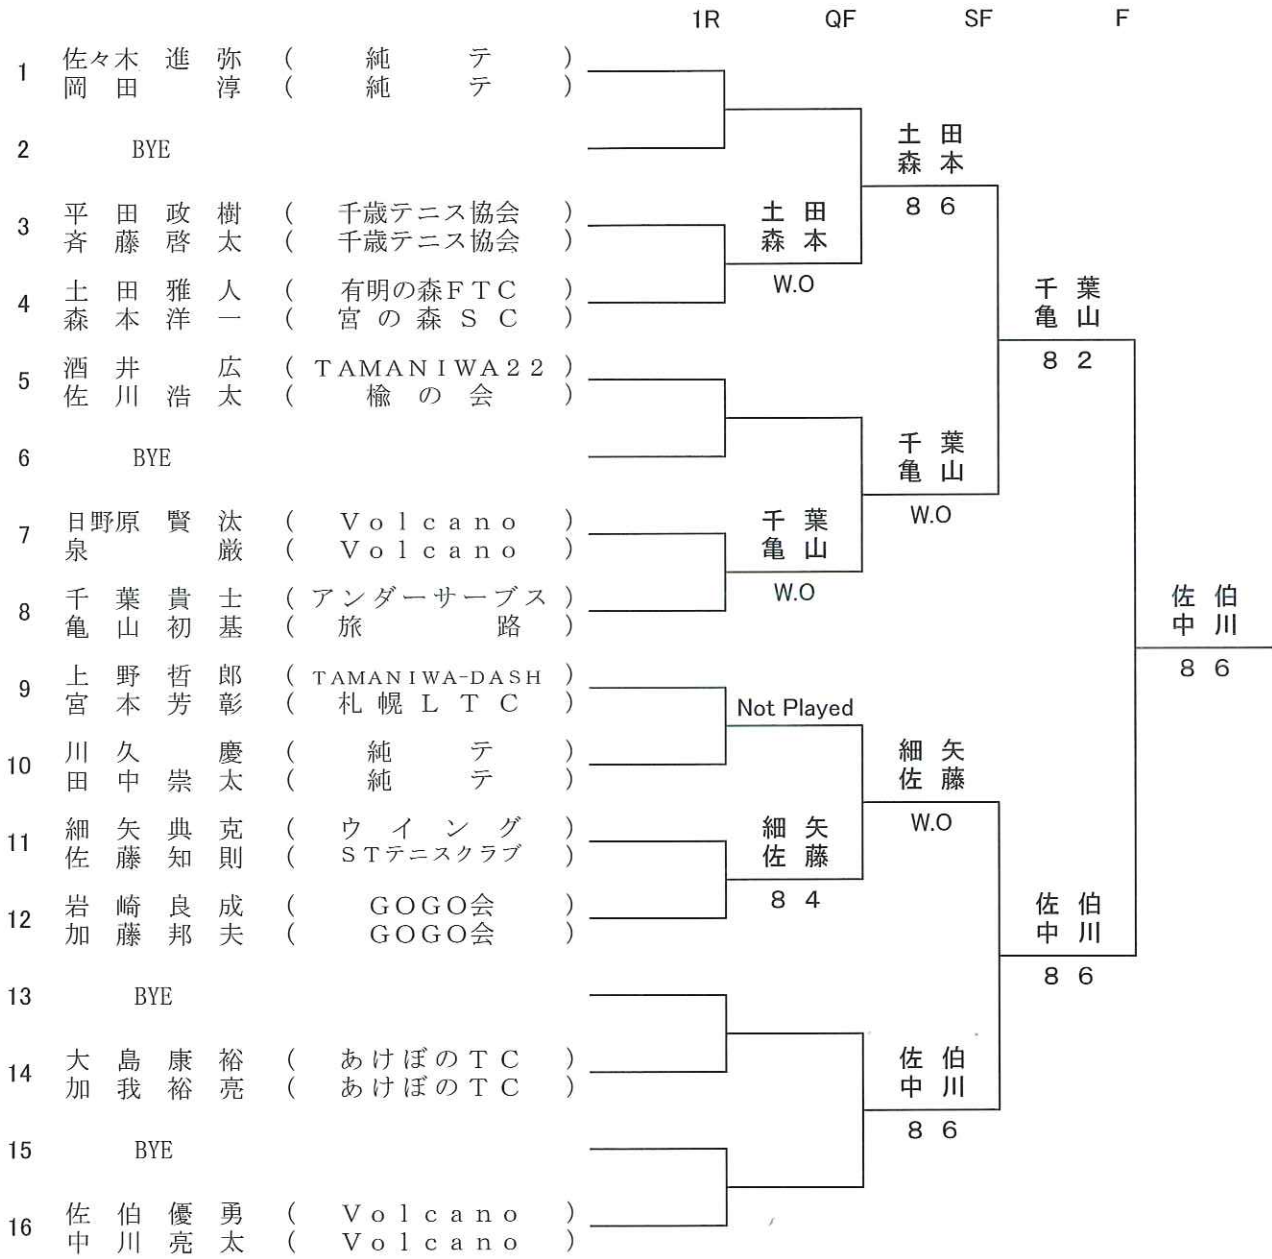 1R QF SF F
1 佐々木 進 弥 ( 純 テ )
岡 田 淳 ( 純 テ )
2 BYE
土 田
森 本
8 6
3 平 田 政 樹 ( 千歳テニス協会 )
斉 藤 啓 太 ( 千歳テニス協会 )
土 田
森 本
W.O
4 土 田 雅 人 ( 有明の森FTC )
森 本 洋 一 ( 宮の森SC )
千 葉
亀 山
8 2
5 酒 井 広 ( TAMANIWA22 )
佐 川 浩 太 ( 楡の会 )
6 BYE
千 葉
亀 山
W.O
7 日野原 賢 汰 ( Volcano )
泉 厳 ( Volcano )
千 葉
亀 山
W.O
8 千 葉 貴 士 ( アンダーサーブス )
亀 山 初 基 ( 旅 路 )
佐 伯
中 川
8 6
9 上 野 哲 郎 ( TAMANIWA-DASH )
宮 本 芳 彰 ( 札幌LTC )
Not Played
10 川 久 慶 ( 純 テ )
田 中 崇 太 ( 純 テ )
細 矢
佐 藤
W.O
11 細 矢 典 克 ( ウイング )
佐 藤 知 則 ( STテニスクラブ )
細 矢
佐 藤
8 4
12 岩 崎 良 成 ( GOGO会 )
加 藤 邦 夫 ( GOGO会 )
佐 伯
中 川
8 6
13 BYE
14 大 島 康 裕 ( あけぼのTC )
加 我 裕 亮 ( あけぼのTC )
佐 伯
中 川
8 6
15 BYE
16 佐 伯 優 勇 ( Volcano )
中 川 亮 太 ( Volcano )